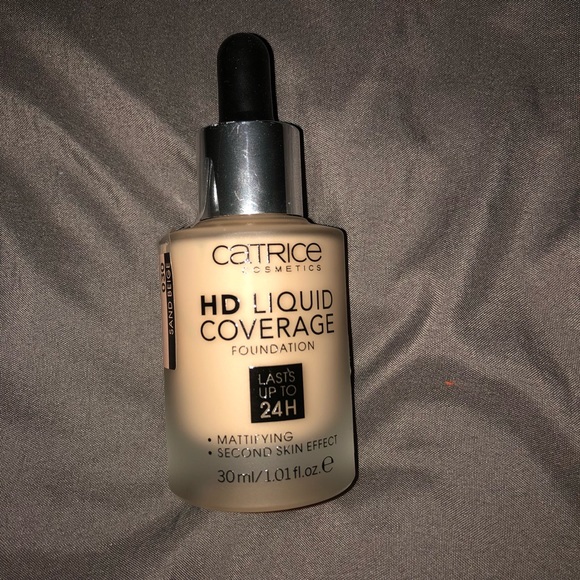 CATRICE
COSMETICS
HD LIQUID
COVERAGE
FOUNDATION
LASTS
UP TO
24H
• MATTIFYING
• SECOND SKIN EFFECT
30 ml/1.01 fl.oz. e
030
SAND BEIGE